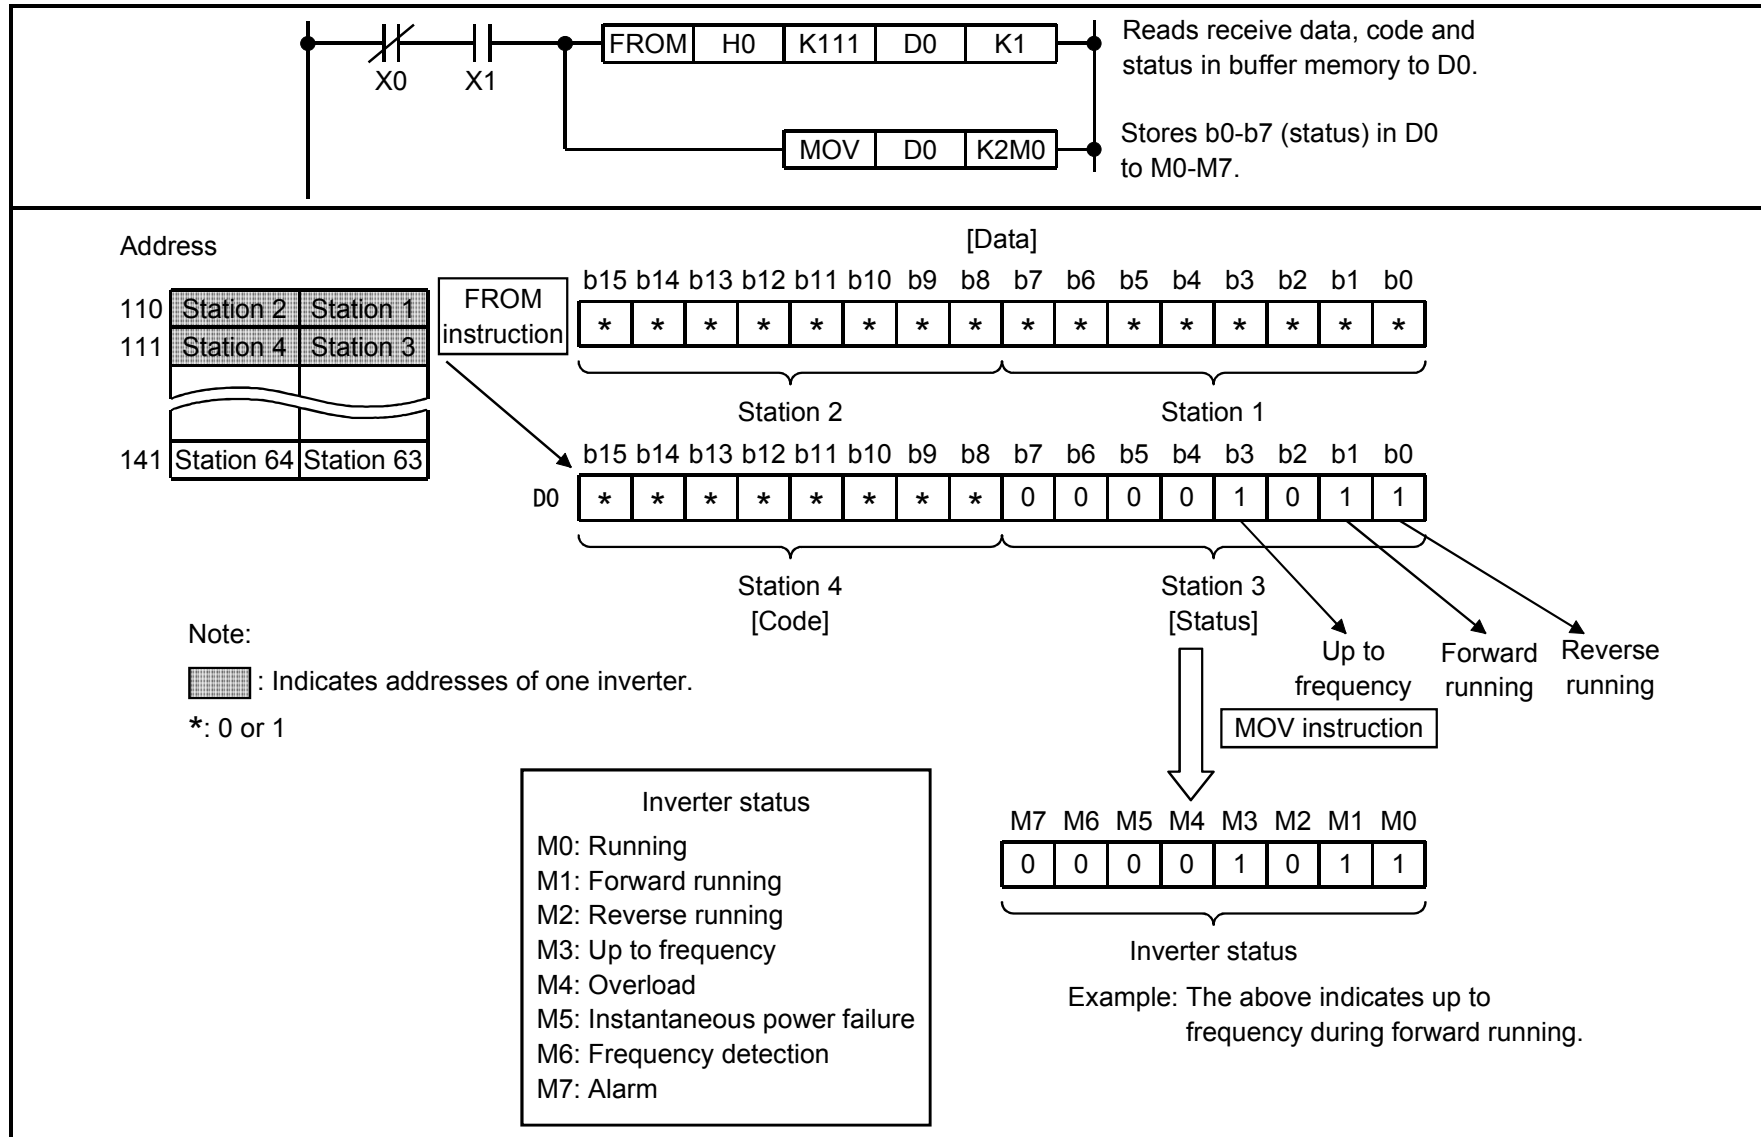 FROM H0 K111 D0 K1
X0 X1
Reads receive data, code and
status in buffer memory to D0.
MOV D0 K2M0
Stores b0-b7 (status) in D0
to M0-M7.
Address
110 Station 2 Station 1
111 Station 4 Station 3
141 Station 64 Station 63
FROM
instruction
[Data]
b15 b14 b13 b12 b11 b10 b9 b8 b7 b6 b5 b4 b3 b2 b1 b0
* * * * * * * * * * * * * * * *
Station 2 Station 1
b15 b14 b13 b12 b11 b10 b9 b8 b7 b6 b5 b4 b3 b2 b1 b0
D0 * * * * * * * * 0 0 0 0 1 0 1 1
Station 4
[Code]
Station 3
[Status]
Up to
frequency
Forward
running
Reverse
running
Note:
: Indicates addresses of one inverter.
*: 0 or 1
MOV instruction
Inverter status
M0: Running
M1: Forward running
M2: Reverse running
M3: Up to frequency
M4: Overload
M5: Instantaneous power failure
M6: Frequency detection
M7: Alarm
M7 M6 M5 M4 M3 M2 M1 M0
0 0 0 0 1 0 1 1
Inverter status
Example: The above indicates up to
frequency during forward running.